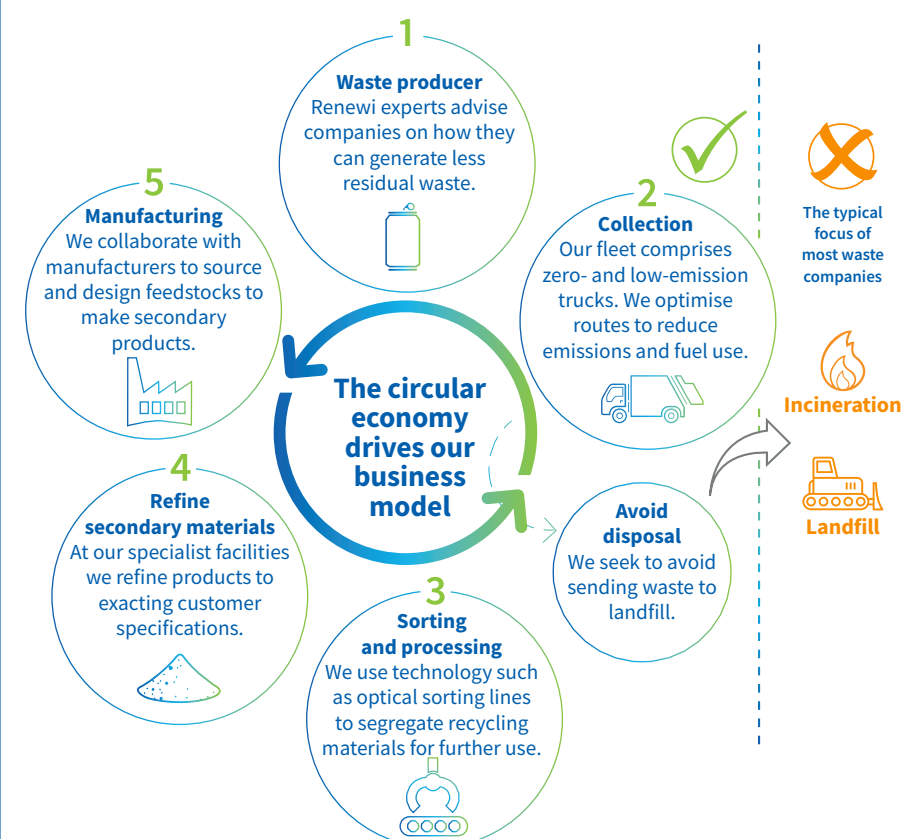 1
Waste producer
Renewi experts advise
companies on how they
can generate less
residual waste.
2
Collection
Our fleet comprises
zero- and low-emission
trucks. We optimise
routes to reduce
emissions and fuel use.
3
Sorting
and processing
We use technology such
as optical sorting lines
to segregate recycling
materials for further use.
4
Refine
secondary materials
At our specialist facilities
we refine products to
exacting customer
specifications.
5
Manufacturing
We collaborate with
manufacturers to source
and design feedstocks to
make secondary
products.
The circular
economy
drives our
business
model
Avoid
disposal
We seek to avoid
sending waste to
landfill.
The typical
focus of
most waste
companies
Incineration
Landfill